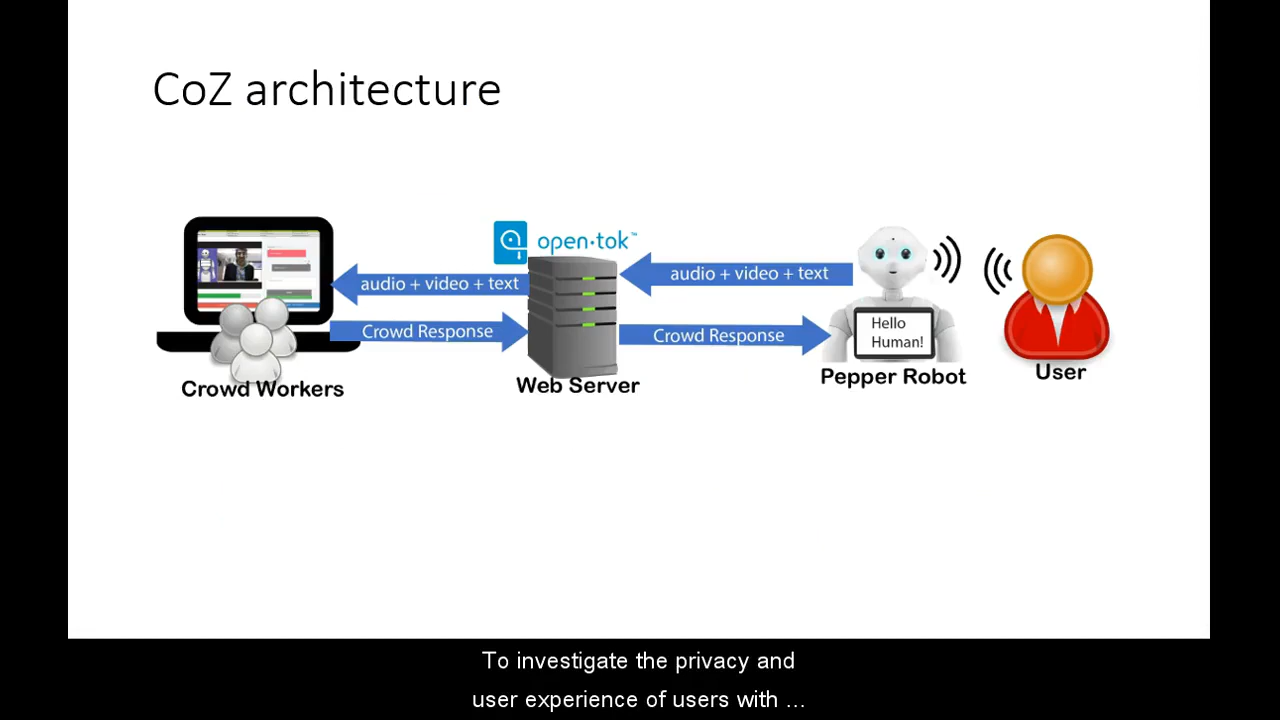 CoZ architecture
open·tok™
audio + video + text
audio + video + text
Crowd Response
Crowd Response
Hello
Human!
Crowd Workers
Web Server
Pepper Robot
User
To investigate the privacy and
user experience of users with ...